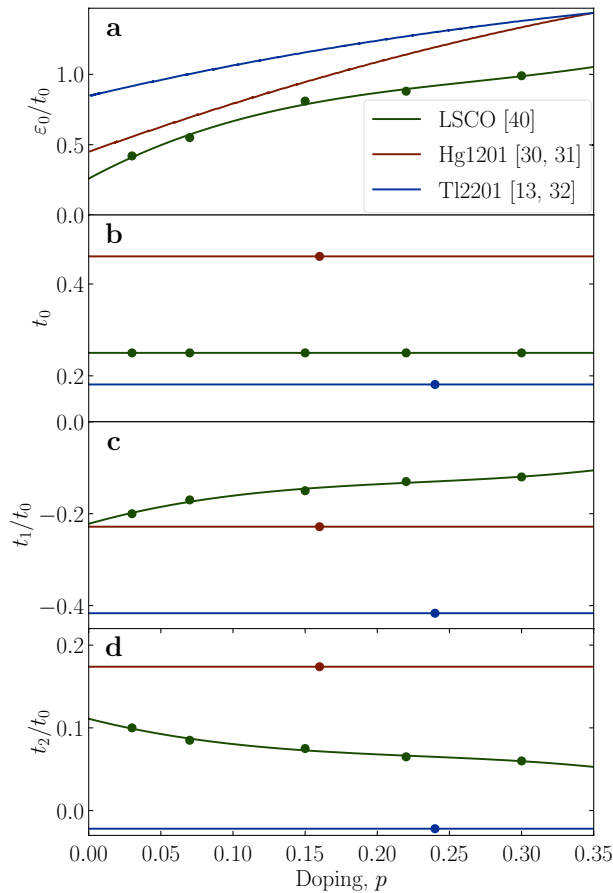 a
1.0
0.5
0.0
ε₀/t₀
LSCO [40]
Hg1201 [30, 31]
Tl2201 [13, 32]
b
0.4
0.2
t₀
c
−0.2
−0.4
t₁/t₀
d
0.2
0.1
0.0
t₂/t₀
0.00 0.05 0.10 0.15 0.20 0.25 0.30 0.35
Doping, p